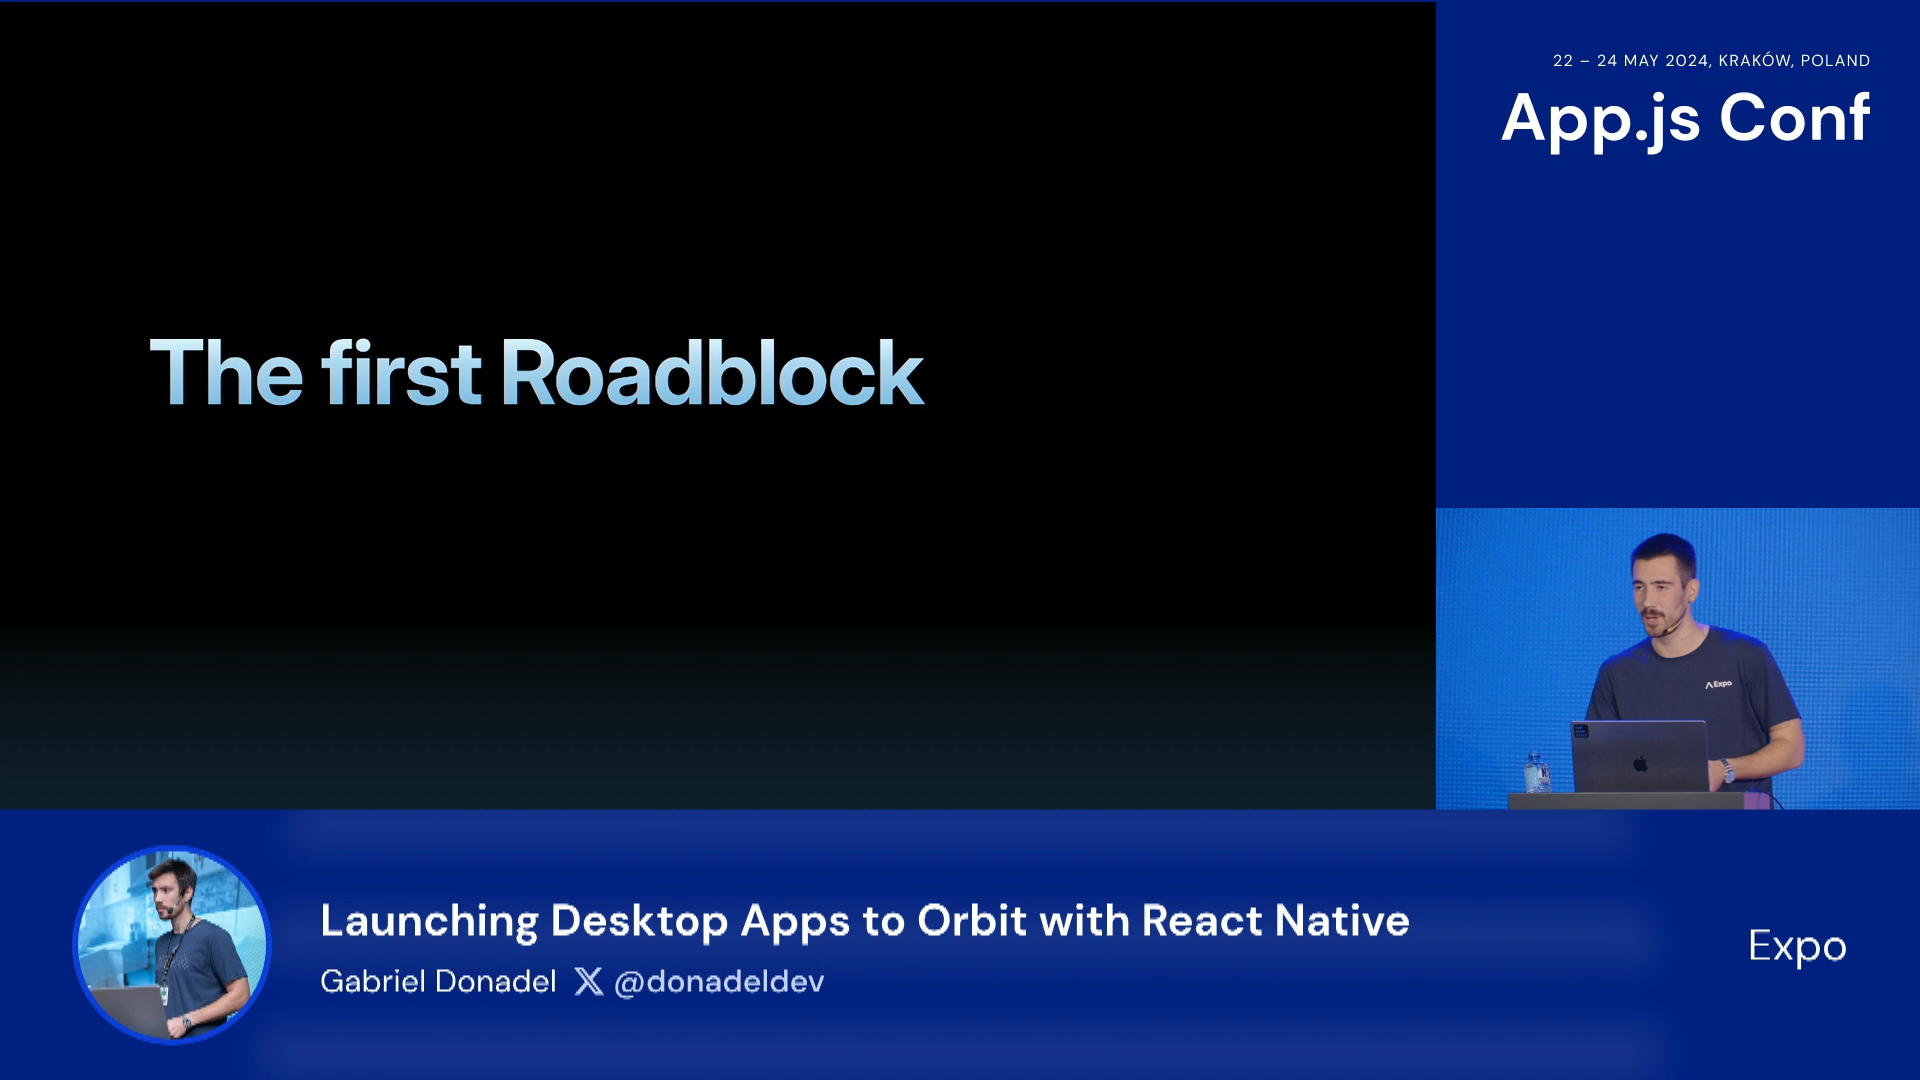 22 – 24 MAY 2024, KRAKÓW, POLAND
App.js Conf
The first Roadblock
Expo
Launching Desktop Apps to Orbit with React Native
Gabriel Donadel X @donadeldev
Expo